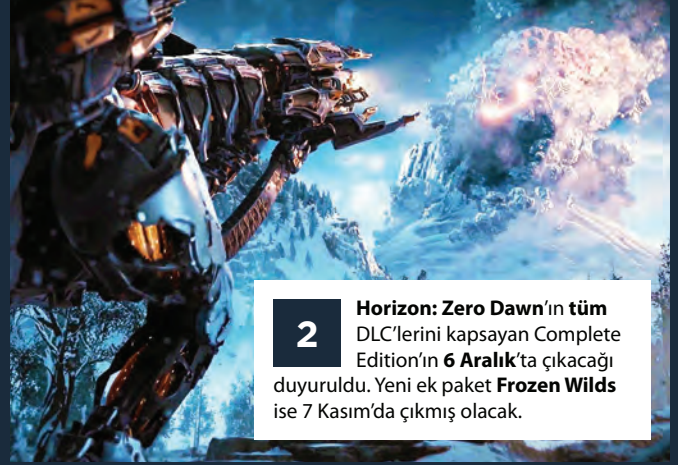 2
Horizon: Zero Dawn'ın tüm
DLC'lerini kapsayan Complete
Edition'ın 6 Aralık'ta çıkacağı
duyuruldu. Yeni ek paket Frozen Wilds
ise 7 Kasım'da çıkmış olacak.